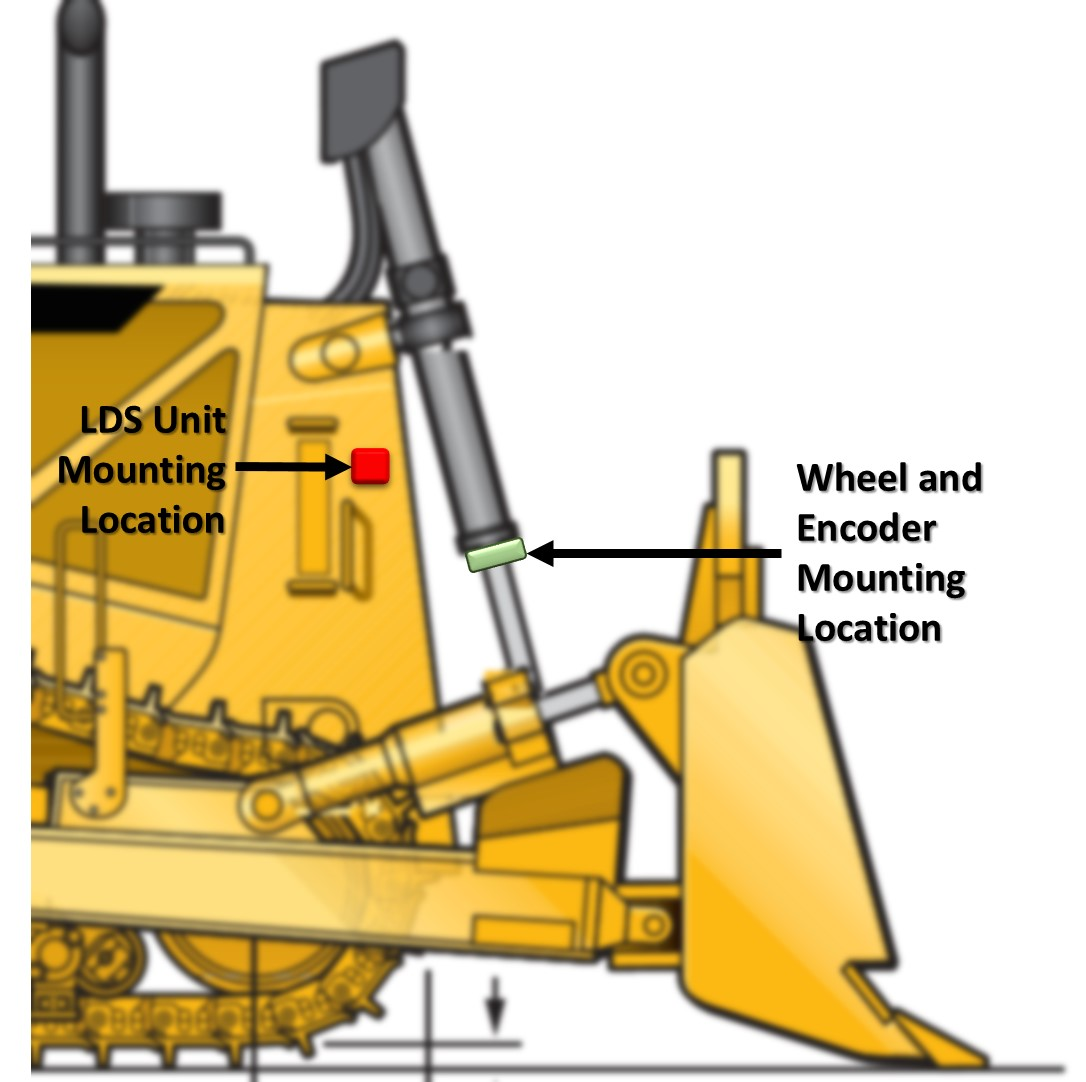 LDS Unit
Mounting
Location
Wheel and
Encoder
Mounting
Location